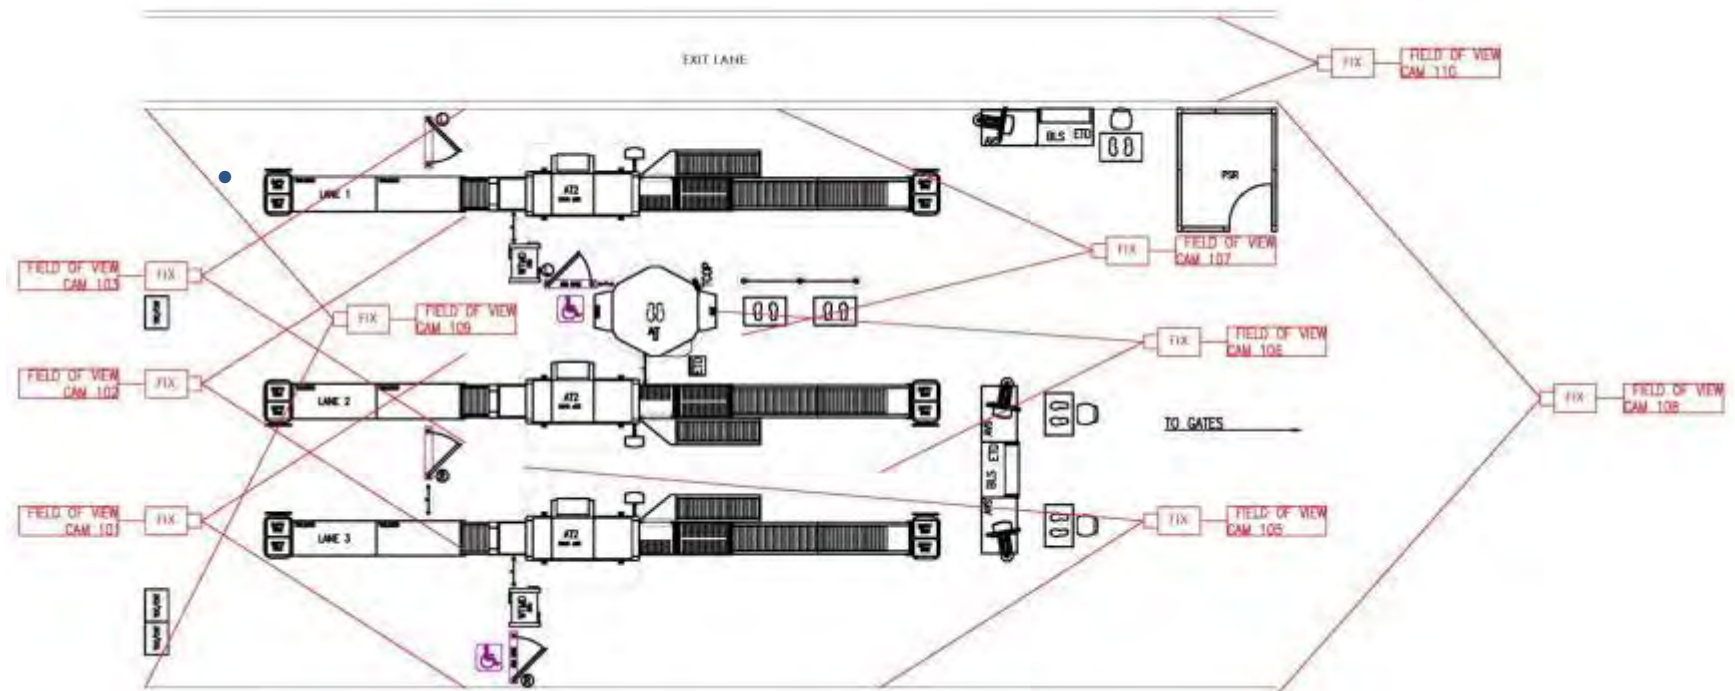 EXIT LANE
FIX
FIELD OF VIEW
CAM 110
BLS ETD
PSR
LANE 1
AT2
FIX
FIELD OF VIEW
CAM 107
FIELD OF VIEW
CAM 103
FIX
FIX
FIELD OF VIEW
CAM 109
ETD
FIX
FIELD OF VIEW
CAM 106
FIELD OF VIEW
CAM 102
FIX
LANE 2
AT2
FIX
FIELD OF VIEW
CAM 108
TO GATES
BLS ETD
FIELD OF VIEW
CAM 101
FIX
LANE 3
AT2
FIX
FIELD OF VIEW
CAM 105